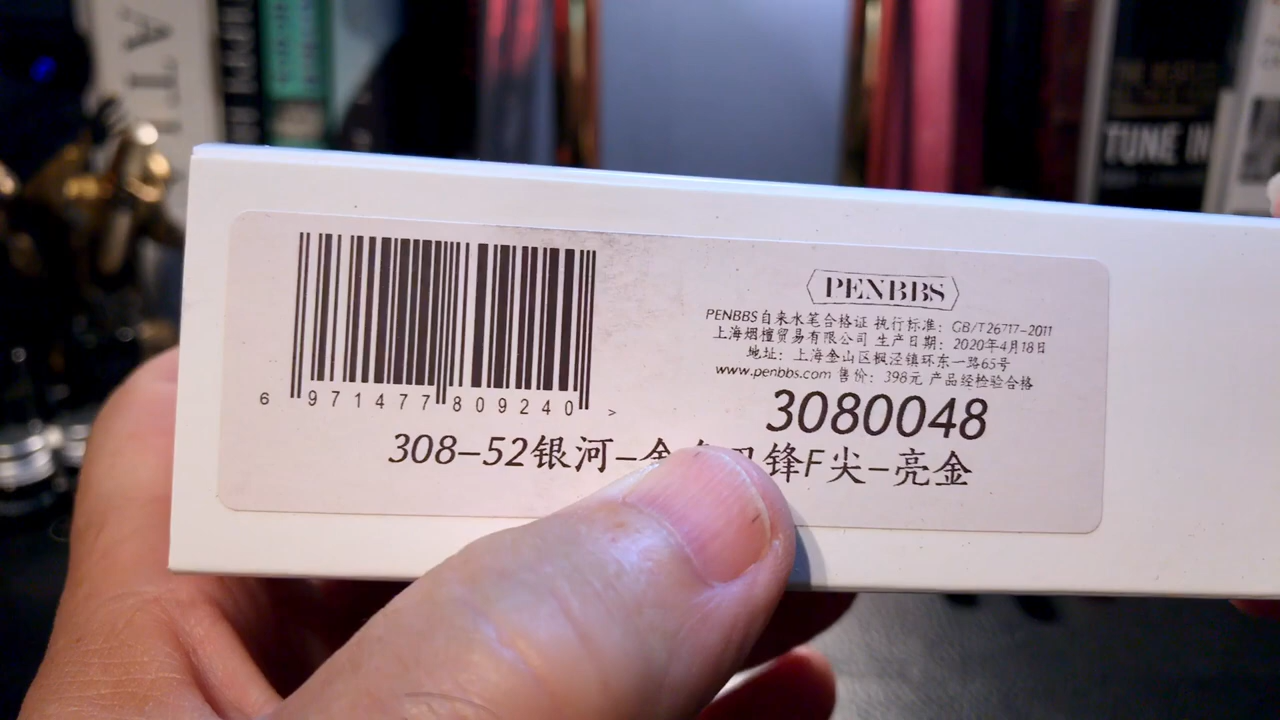 TUNE IN
PENBBS
PENBBS自来水笔合格证 执行标准: GB/T26717-2011
上海烟檀贸易有限公司 生产日期: 2020年4月18日
地址: 上海金山区枫泾镇环东一路65号
www.penbbs.com 售价: 398元 产品经检验合格
3080048
6 971477 809240 >
308-52银河-金 锋F尖-亮金